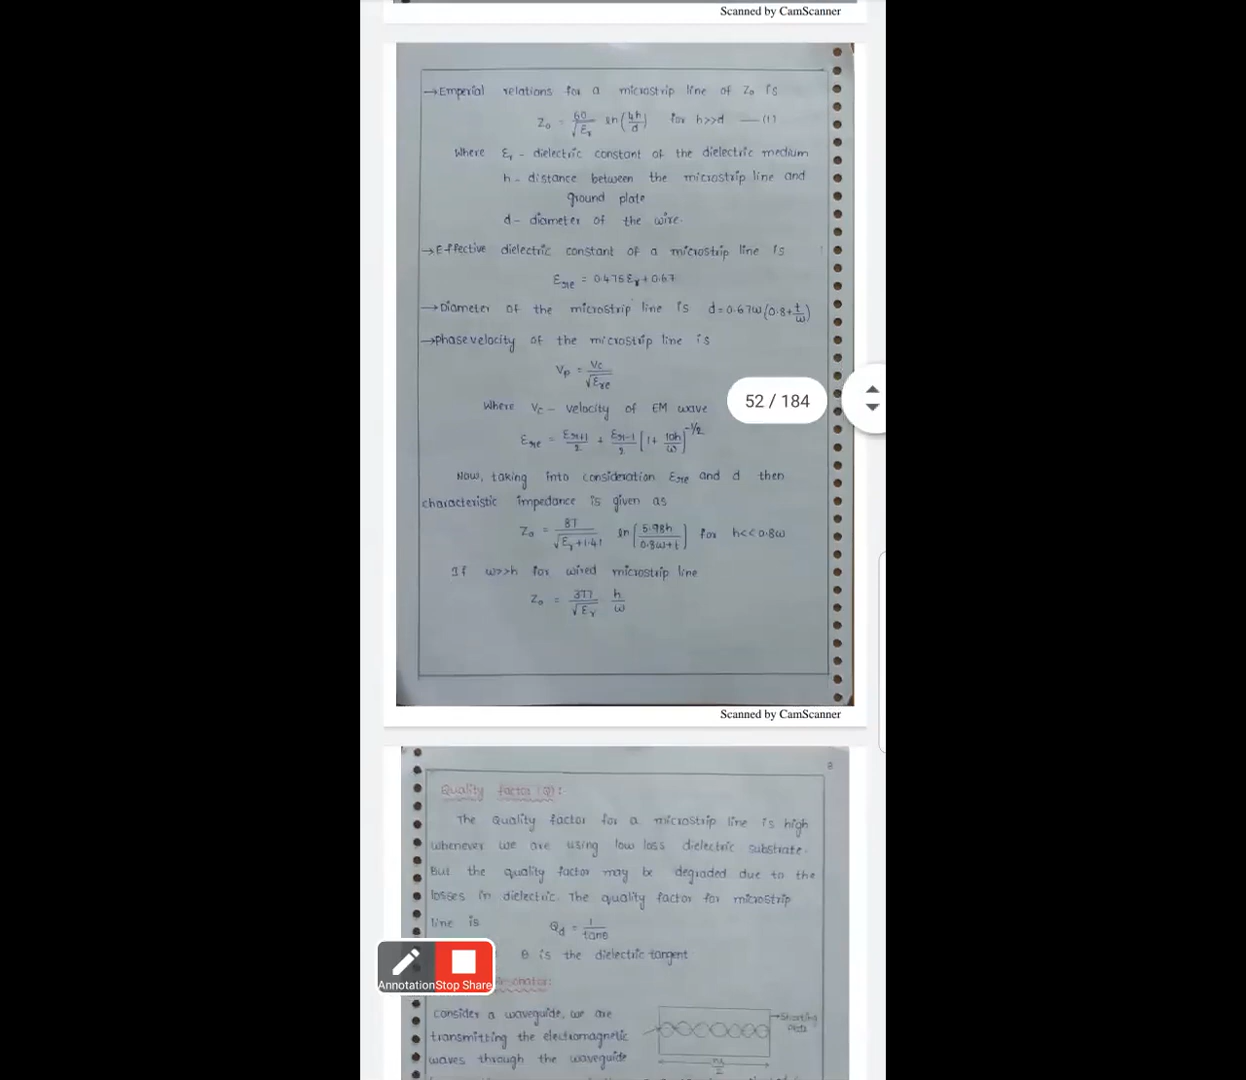 Scanned by CamScanner
→Emperial relations for a microstrip line of Z₀ is
Z₀ = 60/√εᵣ ln(4h/d) for h>>d —(1)
Where εᵣ - dielectric constant of the dielectric medium
h - distance between the microstrip line and
ground plate
d - diameter of the wire.
→Effective dielectric constant of a microstrip line is
εᵣₑ = 0.475εᵣ+0.67
→Diameter of the microstrip line is d=0.67ω(0.8+t/ω)
→phase velocity of the microstrip line is
Vₚ = Vc/√εᵣₑ
52 / 184
Where Vc - velocity of EM wave
εᵣₑ = εᵣ+1/2 + εᵣ-1/2 [1+ 10h/ω]^-1/2
Now, taking into consideration εᵣₑ and d then
characteristic impedance is given as
Z₀ = 87/√εᵣ+1.41 ln[5.98h/0.8ω+t] for h<<0.8ω
If ω>>h for wired microstrip line
Z₀ = 377/√εᵣ h/ω
Scanned by CamScanner
8
Quality factor (Q):
The Quality factor for a microstrip line is high
whenever we are using low loss dielectric substrate.
But the quality factor may be degraded due to the
losses in dielectric. The quality factor for microstrip
line is Qd = 1/tanθ
θ is the dielectric tangent
Annotation Stop Share
consider a waveguide, we are
→Shorting
plate
transmitting the electromagnetic
waves through the waveguide